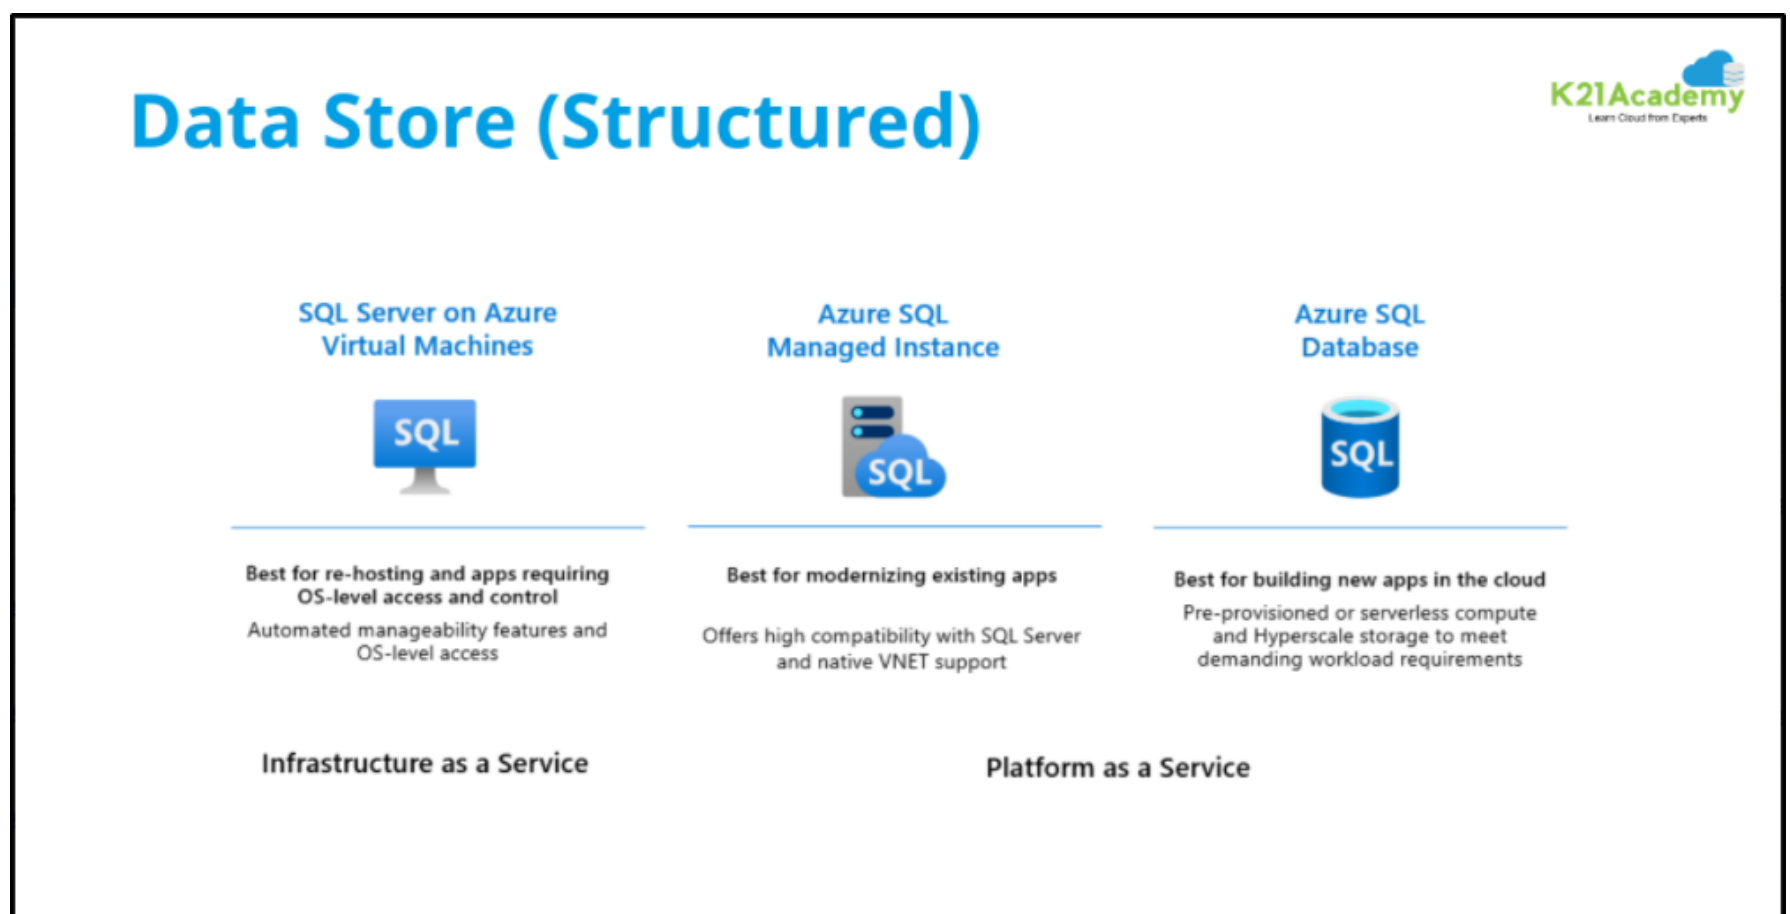 Data Store (Structured)
K21Academy
Learn Cloud from Experts
SQL Server on Azure
Virtual Machines
SQL
Best for re-hosting and apps requiring
OS-level access and control
Automated manageability features and
OS-level access
Infrastructure as a Service
Azure SQL
Managed Instance
SQL
Best for modernizing existing apps
Offers high compatibility with SQL Server
and native VNET support
Azure SQL
Database
SQL
Best for building new apps in the cloud
Pre-provisioned or serverless compute
and Hyperscale storage to meet
demanding workload requirements
Platform as a Service